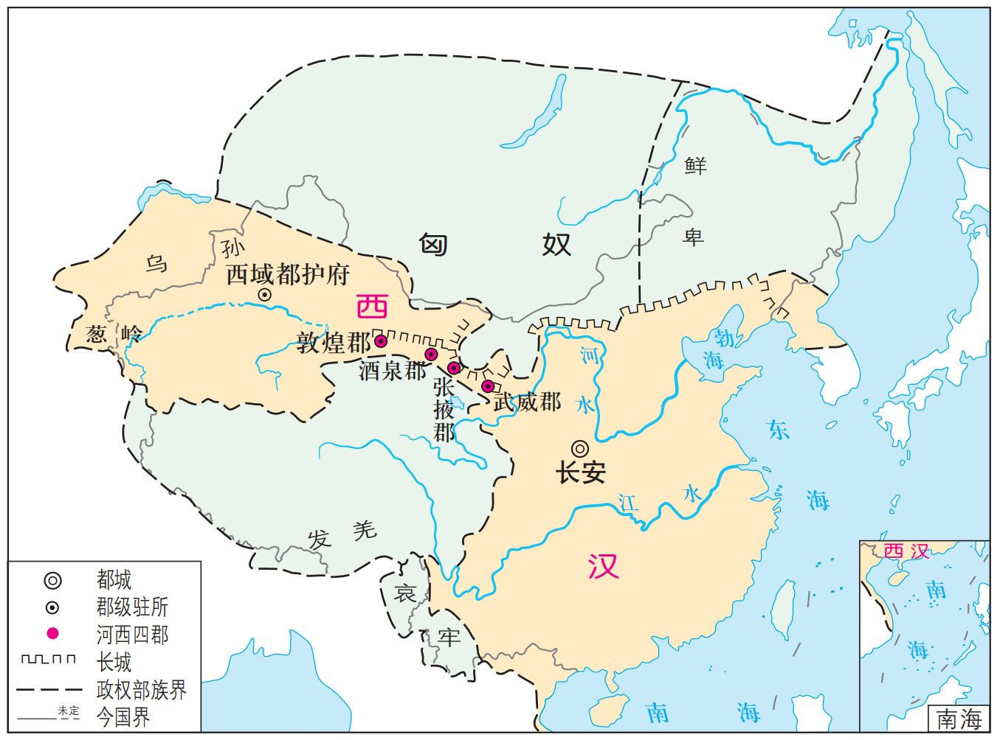 鲜
卑
匈 奴
乌 孙
西域都护府
西
葱 岭
敦煌郡
酒泉郡
张掖郡
武威郡
河
水
勃海
长安
东
海
江 水
发 羌
汉
哀
牢
南 海
都城
郡级驻所
河西四郡
长城
政权部族界
未定
今国界
西汉
南
海
南海